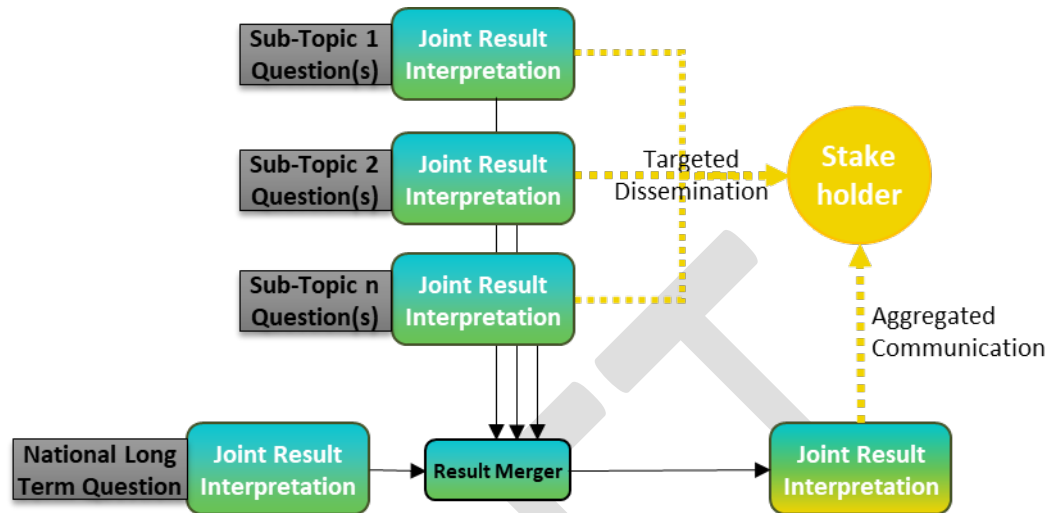 Sub-Topic 1
Question(s)
Joint Result
Interpretation
Sub-Topic 2
Question(s)
Joint Result
Interpretation
Targeted
Dissemination
Stake
holder
Sub-Topic n
Question(s)
Joint Result
Interpretation
Aggregated
Communication
National Long
Term Question
Joint Result
Interpretation
Result Merger
Joint Result
Interpretation